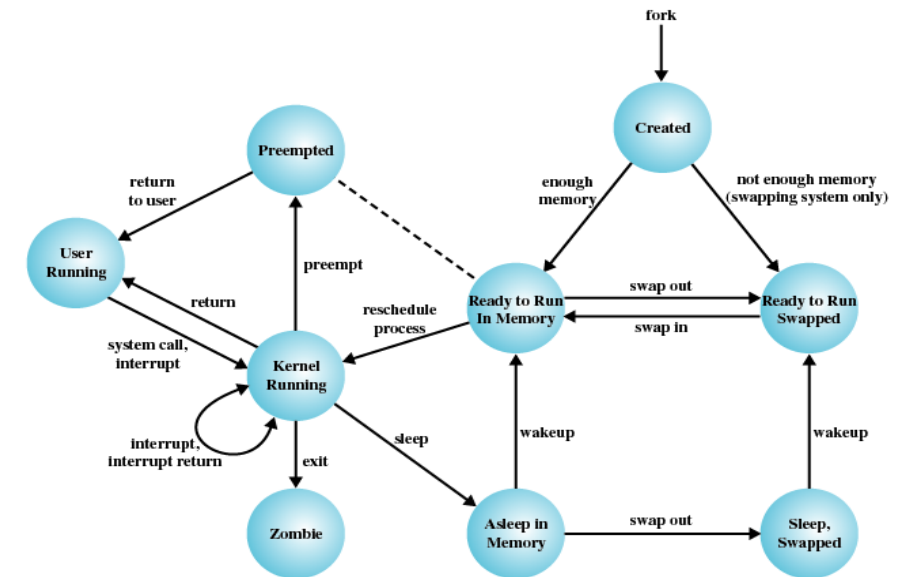 fork
Created
Preempted
return
to user
enough
memory
not enough memory
(swapping system only)
User
Running
preempt
return
reschedule
process
Ready to Run
In Memory
swap out
swap in
Ready to Run
Swapped
system call,
interrupt
Kernel
Running
interrupt,
interrupt return
sleep
exit
wakeup
wakeup
Zombie
Asleep in
Memory
swap out
Sleep,
Swapped